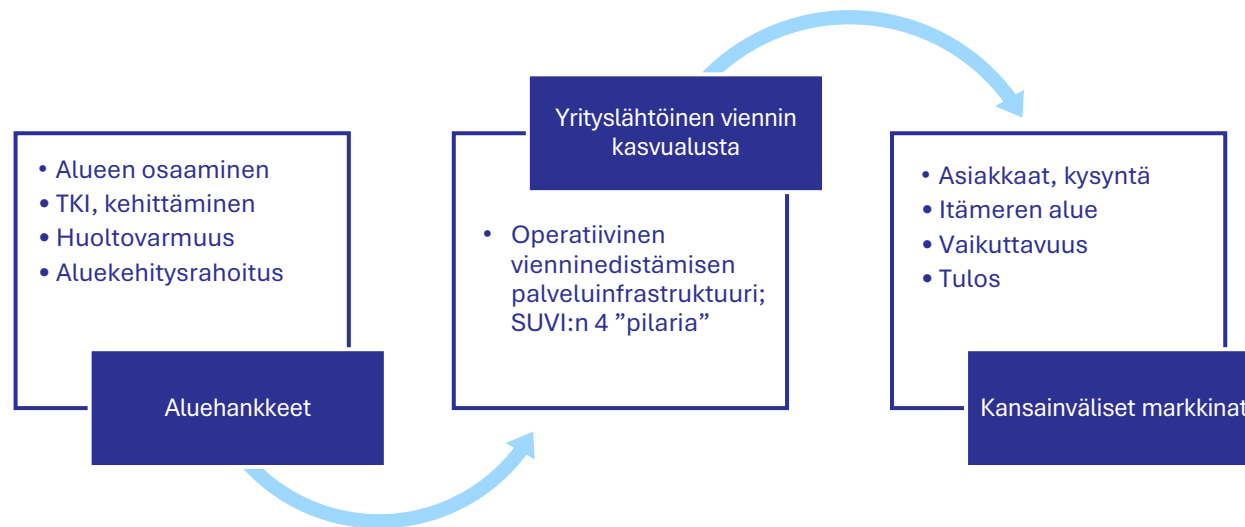 • Alueen osaaminen
• TKI, kehittäminen
• Huoltovarmuus
• Aluekehitysrahoitus
Aluehankkeet
Yrityslähtöinen viennin
kasvualusta
• Operatiivinen
vienninedistämisen
palveluinfrastruktuuri;
SUVI:n 4 ”pilaria”
• Asiakkaat, kysyntä
• Itämeren alue
• Vaikuttavuus
• Tulos
Kansainväliset markkinat